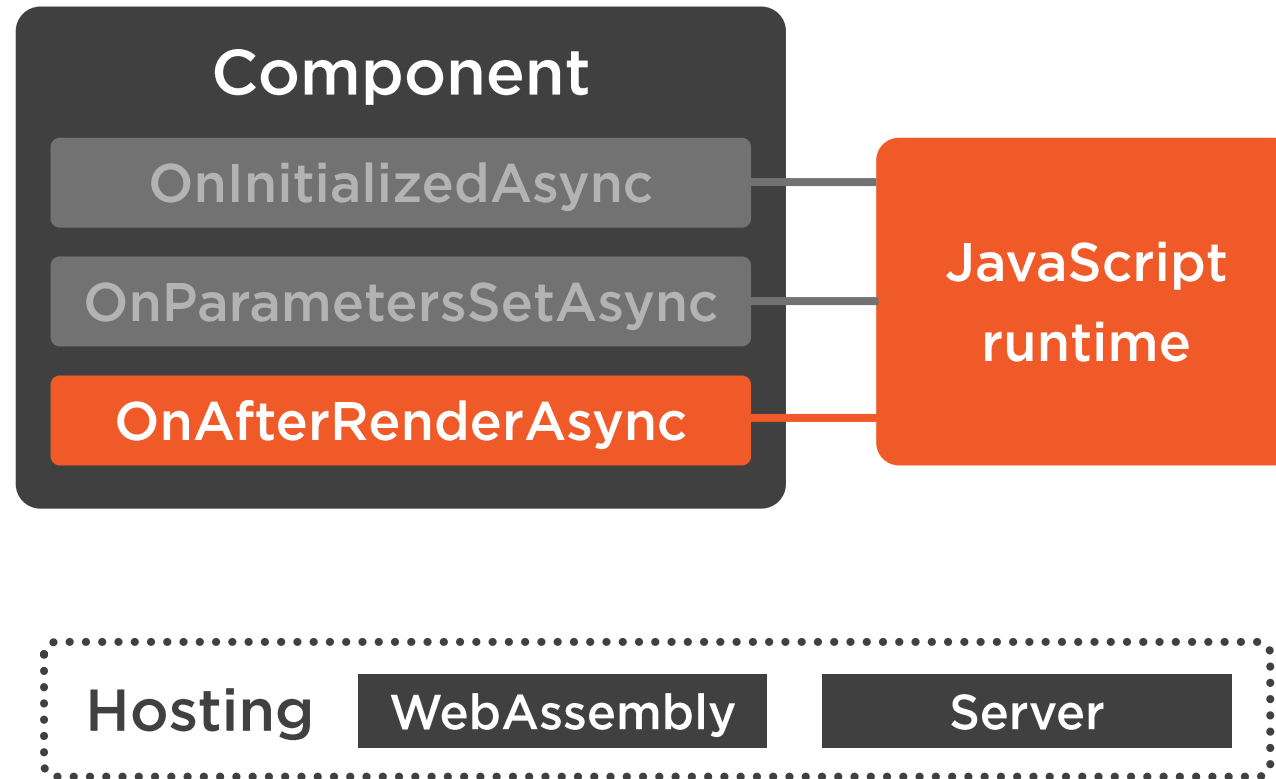 Component
OnInitializedAsync
OnParametersSetAsync
OnAfterRenderAsync
JavaScript
runtime
Hosting
WebAssembly
Server